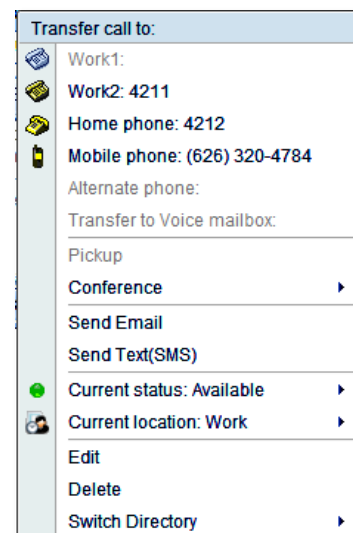 Transfer call to:
Work1:
Work2: 4211
Home phone: 4212
Mobile phone: (626) 320-4784
Alternate phone:
Transfer to Voice mailbox:
Pickup
Conference
Send Email
Send Text(SMS)
Current status: Available
Current location: Work
Edit
Delete
Switch Directory